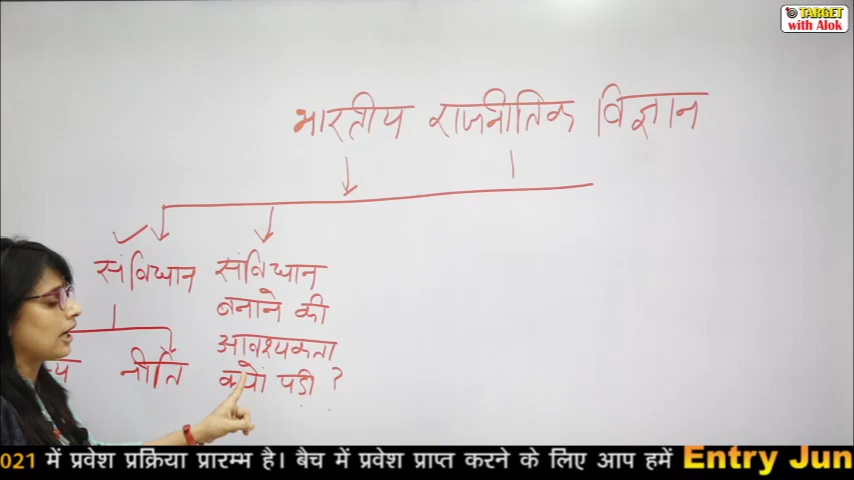 TARGET
with Alok
भारतीय राजनीतिक विज्ञान
संविधान
संविधान
बनाने की
आवश्यकता
क्यों पडी ?
नीति
021 में प्रवेश प्रक्रिया प्रारम्भ है। बैच में प्रवेश प्राप्त करने के लिए आप हमें Entry Jun